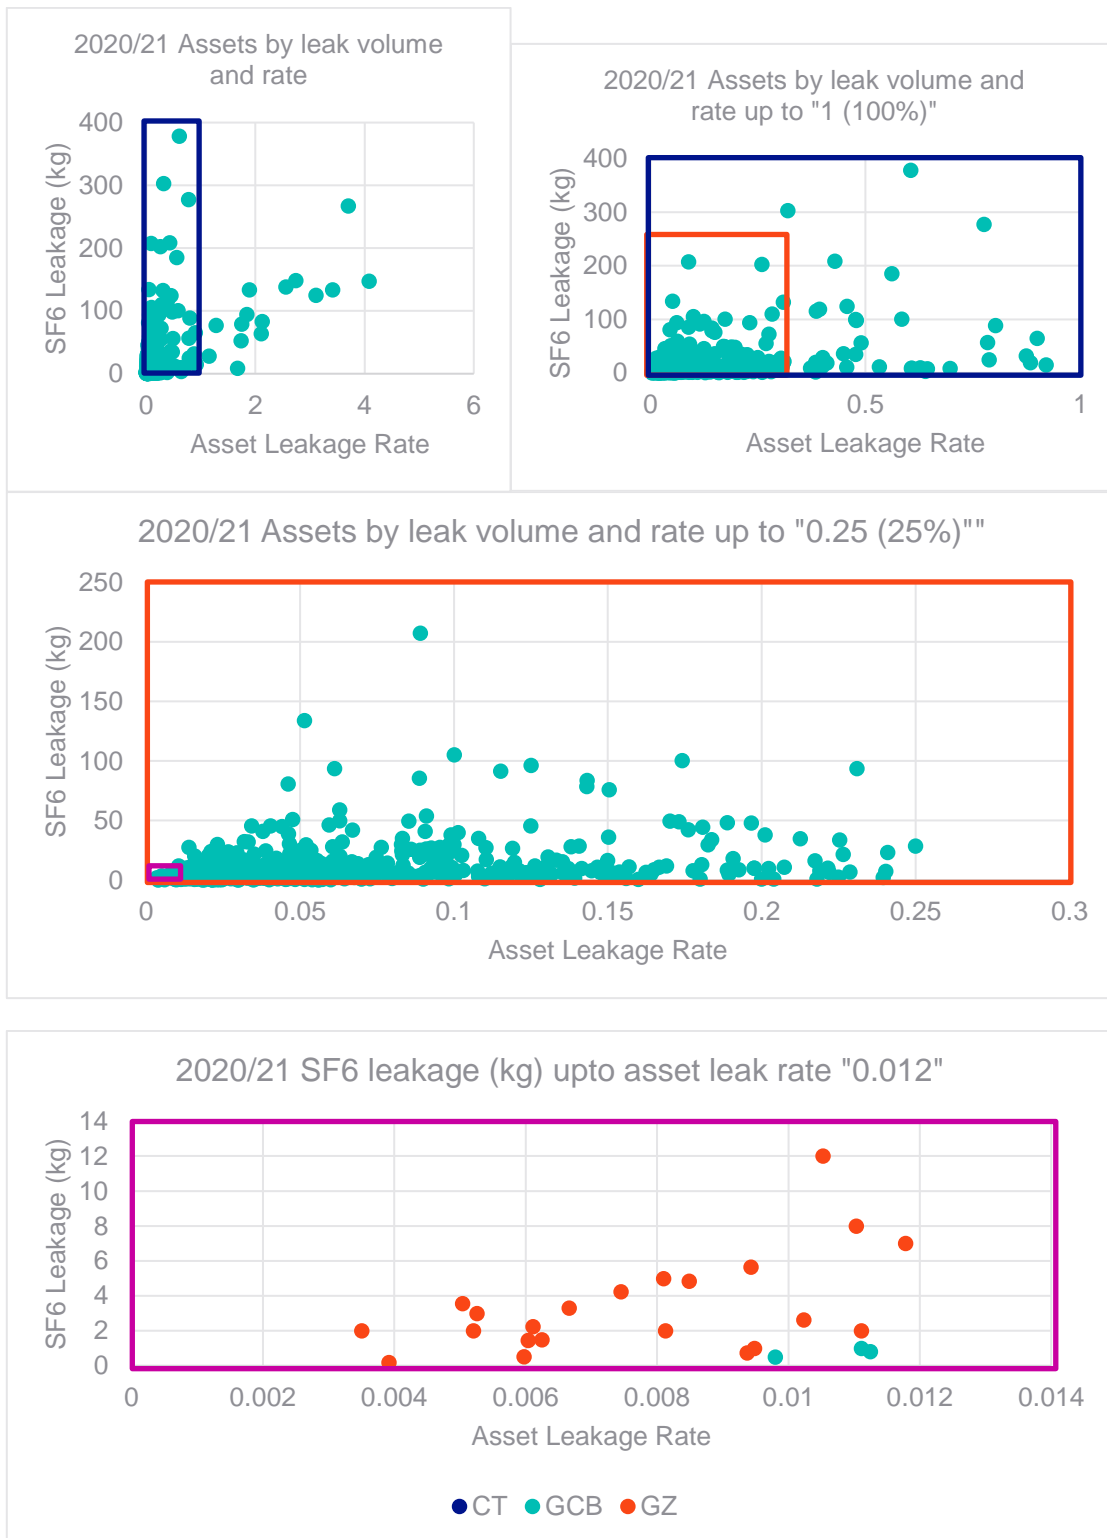 2020/21 Assets by leak volume
and rate
400
300
200
100
0
SF6 Leakage (kg)
0 2 4 6
Asset Leakage Rate
2020/21 Assets by leak volume and
rate up to "1 (100%)"
400
300
200
100
0
SF6 Leakage (kg)
0 0.5 1
Asset Leakage Rate
2020/21 Assets by leak volume and rate up to "0.25 (25%)""
250
200
150
100
50
0
SF6 Leakage (kg)
0 0.05 0.1 0.15 0.2 0.25 0.3
Asset Leakage Rate
2020/21 SF6 leakage (kg) upto asset leak rate "0.012"
14
12
10
8
6
4
2
0
SF6 Leakage (kg)
0 0.002 0.004 0.006 0.008 0.01 0.012 0.014
Asset Leakage Rate
CT GCB GZ